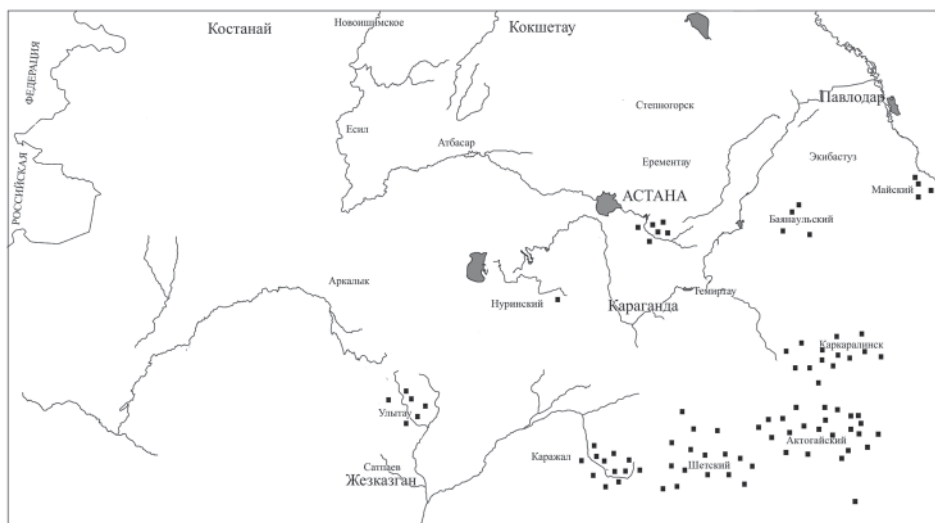 Новоишимское
Костанай
Кокшетау
РОССИЙСКАЯ ФЕДЕРАЦИЯ
Павлодар
Степногорск
Есил
Атбасар
Экибастуз
Ерементау
Майский
АСТАНА
Баянаульский
Аркалык
Темиртау
Нуринский
Караганда
Каркаралинск
Улытау
Актогайский
Каражал
Шетский
Сатпаев
Жезказган